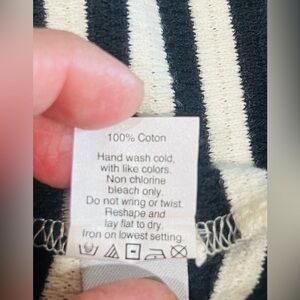 100% Coton
Hand wash cold,
with like colors.
Non chlorine
bleach only.
Do not wring or twist.
Reshape and
lay flat to dry.
Iron on lowest setting.